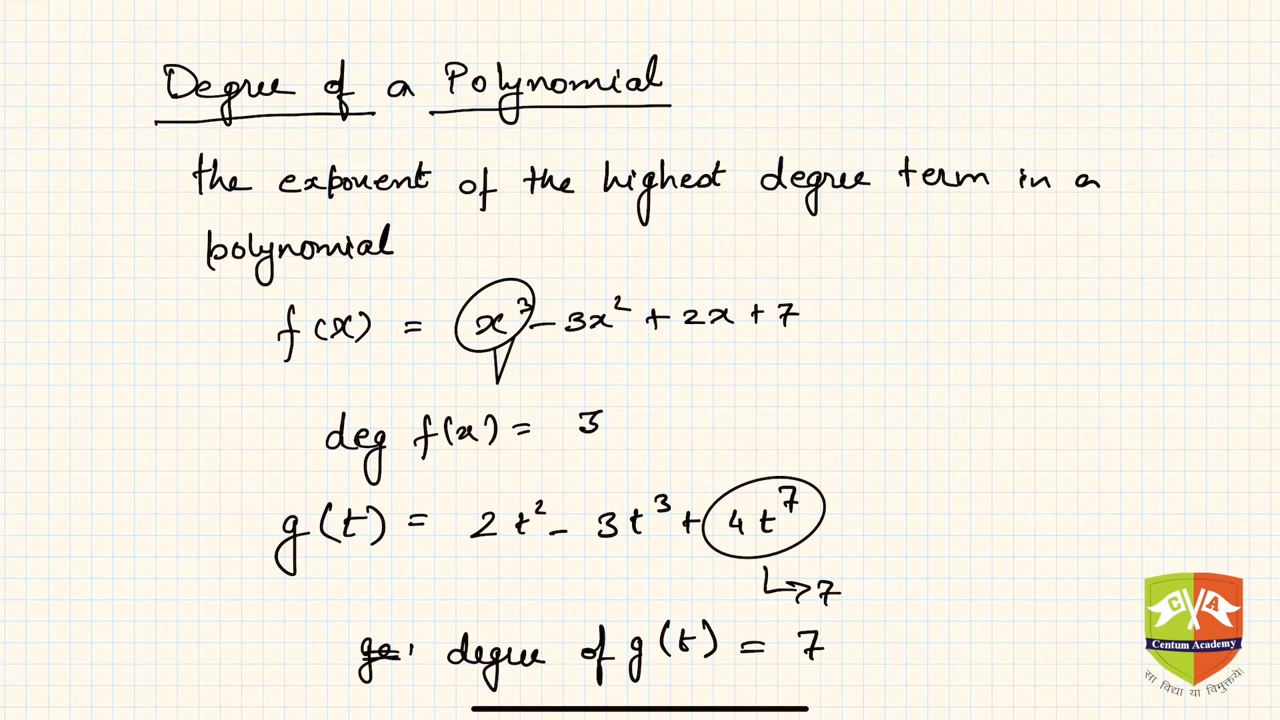 Degree of a Polynomial
the exponent of the highest degree term in a
polynomial
f(x) = x³ - 3x² + 2x + 7
deg f(x) = 3
g(t) = 2t² - 3t³ + 4t⁷
↳ 7
degree of g(t) = 7
C A
Centum Academy
सा विद्या या विमुक्तये